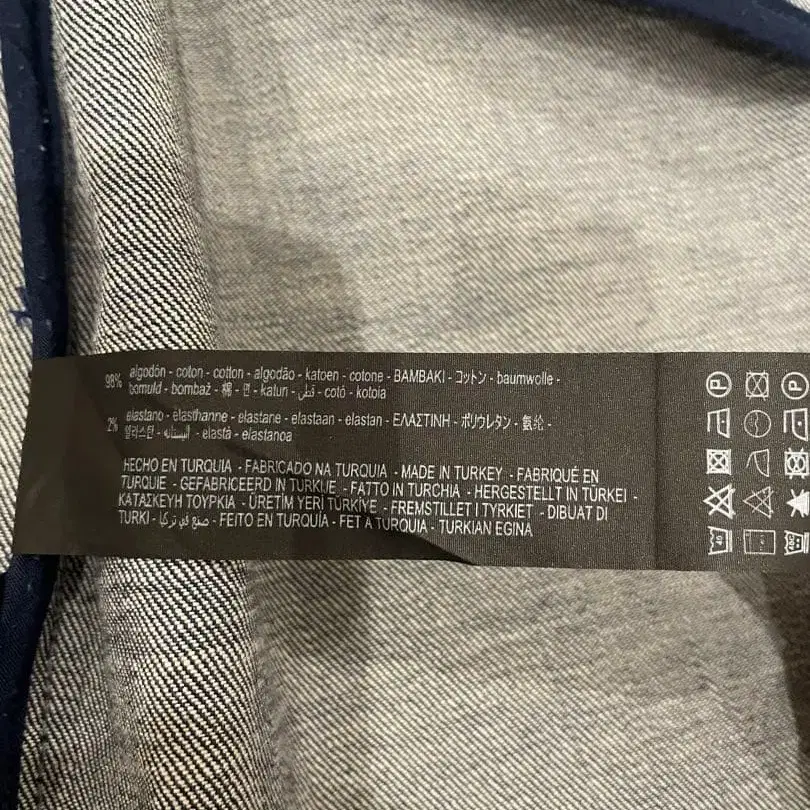 98% algodón - coton - cotton - algodão - katoen - cotone - BAMBAKI - コットン - baumwolle -
bomuld - bombaž - 棉 - 면 - katun - قطن - cotó - kotoia
2% elastano - élasthanne - elastane - elastaan - elastan - ΕΛΑΣΤΙΝΗ - ポリウレタン - 氨纶 -
엘라스탄 - اليستانه - elastà - elastanoa
HECHO EN TURQUIA - FABRICADO NA TURQUIA - MADE IN TURKEY - FABRIQUÉ EN
TURQUIE - GEFABRICEERD IN TURKIJE - FATTO IN TURCHIA - HERGESTELLT IN TÜRKEI -
ΚΑΤΑΣΚΕΥΗ ΤΟΥΡΚΙΑ - ÜRETİM YERİ TÜRKİYE - FREMSTILLET I TYRKIET - DIBUAT DI
TURKI - صنع في تركيا - FEITO EN TURQUÍA - FET A TURQUIA - TURKIAN EGINA
P P
40